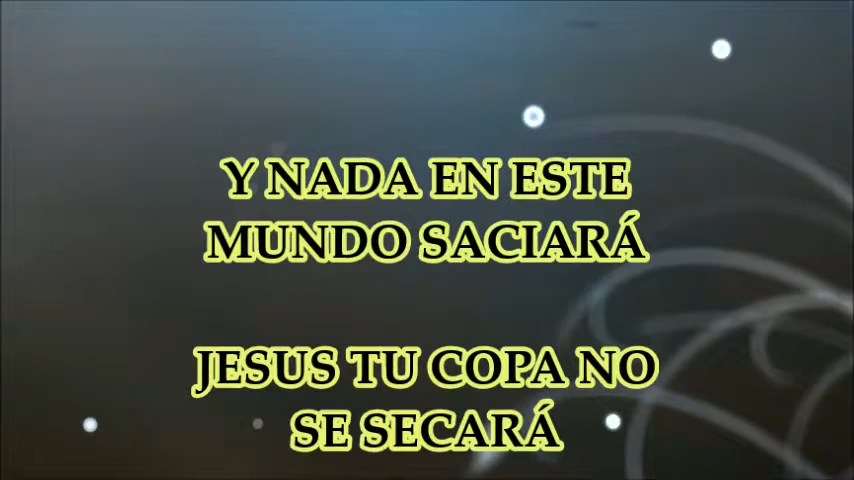 Y NADA EN ESTE
MUNDO SACIARÁ
JESUS TU COPA NO
SE SECARÁ